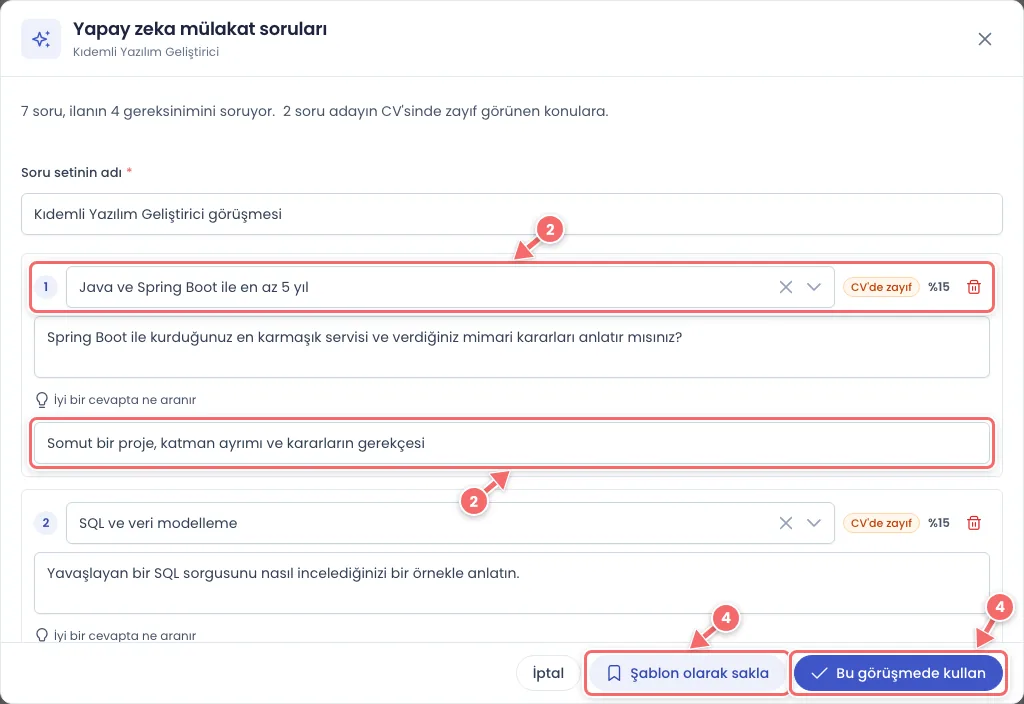 Yapay zeka mülakat soruları
Kıdemli Yazılım Geliştirici
7 soru, ilanın 4 gereksinimini soruyor.  2 soru adayın CV'sinde zayıf görünen konulara.
Soru setinin adı *
Kıdemli Yazılım Geliştirici görüşmesi
2
1 Java ve Spring Boot ile en az 5 yıl CV'de zayıf %15
Spring Boot ile kurduğunuz en karmaşık servisi ve verdiğiniz mimari kararları anlatır mısınız?
İyi bir cevapta ne aranır
Somut bir proje, katman ayrımı ve kararların gerekçesi
2
2 SQL ve veri modelleme CV'de zayıf %15
Yavaşlayan bir SQL sorgusunu nasıl incelediğinizi bir örnekle anlatın.
4
4
İyi bir cevapta ne aranır
İptal Şablon olarak sakla Bu görüşmede kullan